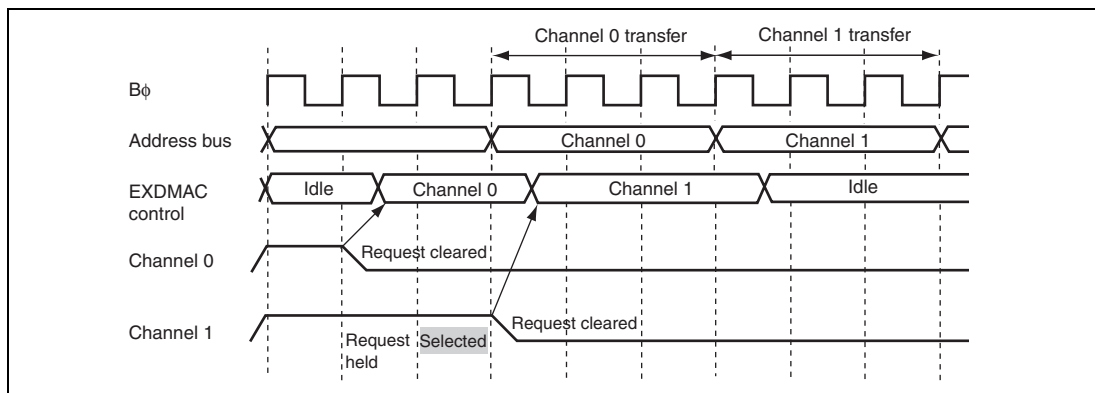 Channel 0 transfer Channel 1 transfer
Bφ
Address bus Channel 0 Channel 1
EXDMAC control Idle Channel 0 Channel 1 Idle
Channel 0 Request cleared
Channel 1 Request cleared
Request held Selected